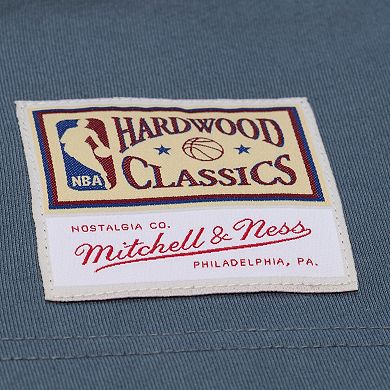 HARDWOOD
CLASSICS
NBA
NOSTALGIA CO.
Mitchell & Ness
PHILADELPHIA, PA.